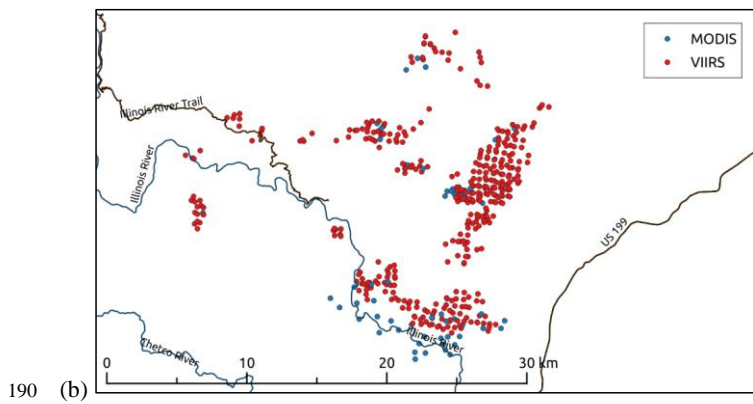 MODIS
VIIRS
Illinois River Trail
Illinois River
US 199
Illinois River
Chetco River
0 10 20 30 km
190 (b)